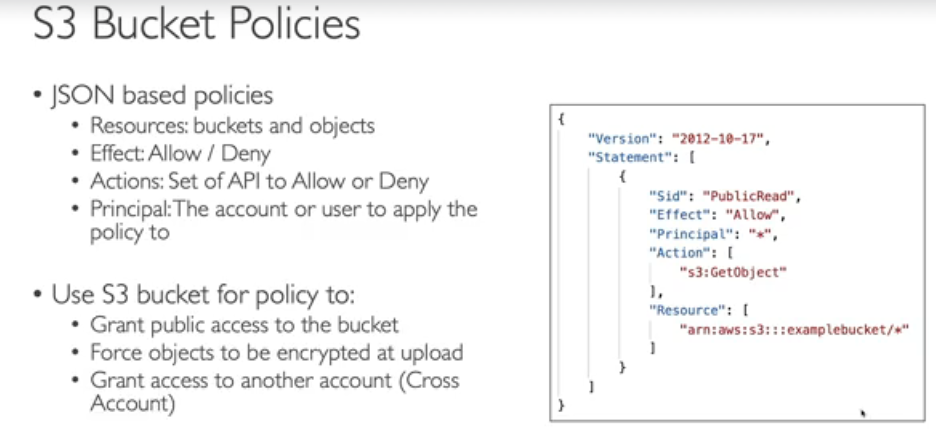 S3 Bucket Policies
• JSON based policies
• Resources: buckets and objects
• Effect: Allow / Deny
• Actions: Set of API to Allow or Deny
• Principal: The account or user to apply the
policy to
• Use S3 bucket for policy to:
• Grant public access to the bucket
• Force objects to be encrypted at upload
• Grant access to another account (Cross
Account)
{
"Version": "2012-10-17",
"Statement": [
{
"Sid": "PublicRead",
"Effect": "Allow",
"Principal": "*",
"Action": [
"s3:GetObject"
],
"Resource": [
"arn:aws:s3:::examplebucket/*"
]
}
]
}